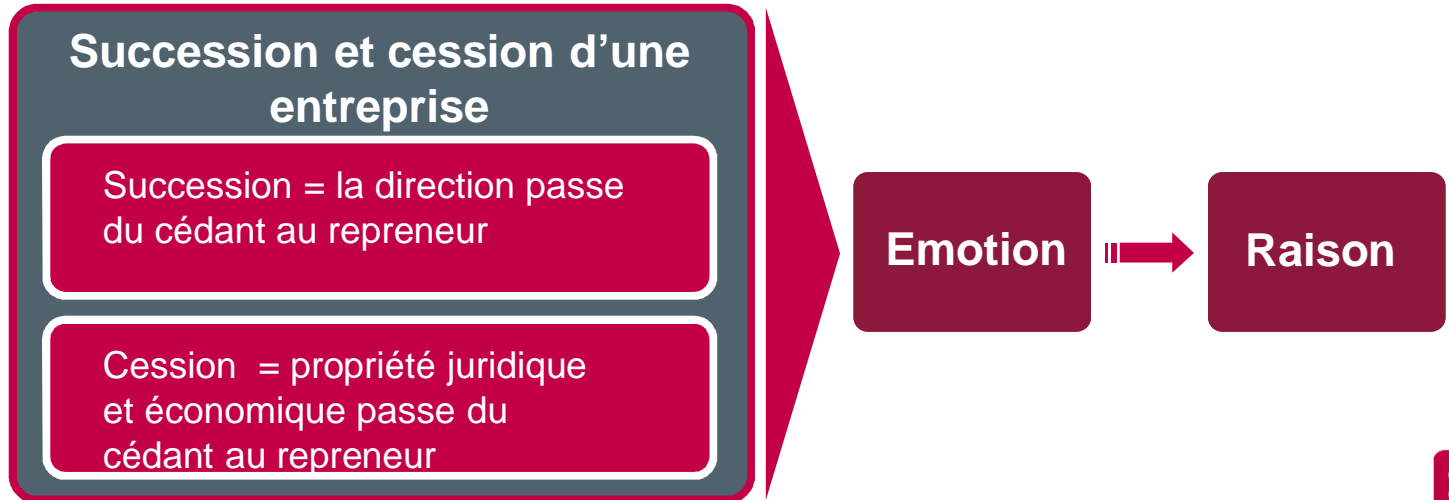 Succession et cession d’une
entreprise
Succession = la direction passe
du cédant au repreneur
Cession = propriété juridique
et économique passe du
cédant au repreneur
Emotion
Raison